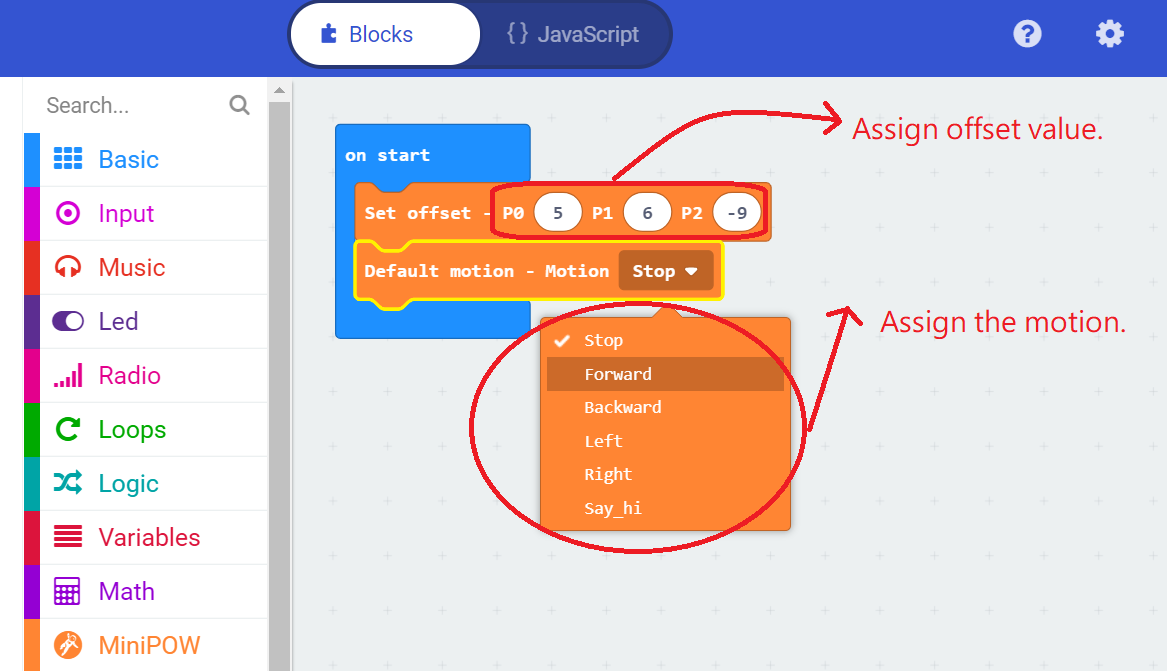 Blocks
{ } JavaScript
?
Search...
Basic
Input
Music
Led
Radio
Loops
Logic
Variables
Math
MiniPOW
on start
Set offset - P0 5 P1 6 P2 -9
Default motion - Motion Stop
Stop
Forward
Backward
Left
Right
Say_hi
Assign offset value.
Assign the motion.